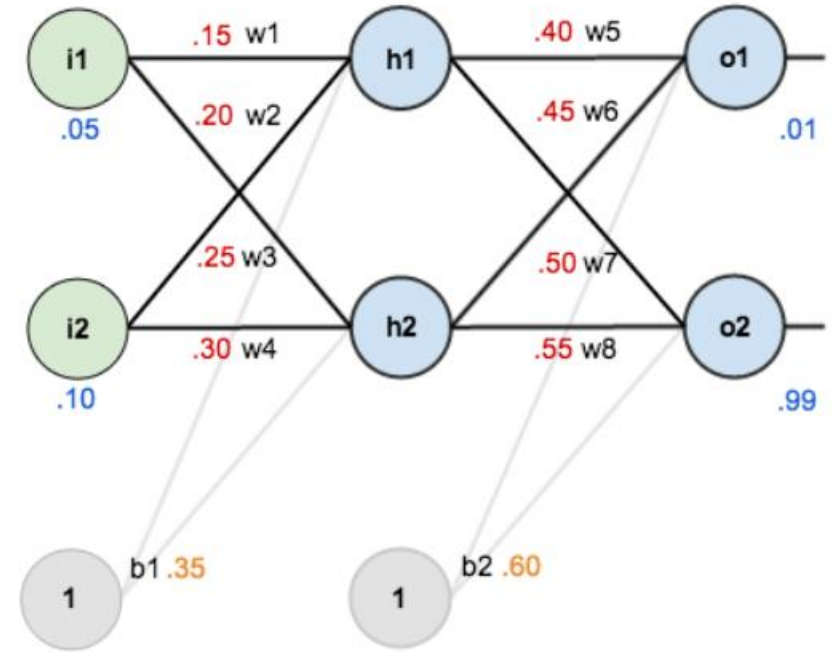 .15 w1
.40 w5
i1
h1
o1
.20 w2
.45 w6
.05
.01
.25 w3
.50 w7
i2
h2
o2
.30 w4
.55 w8
.10
.99
b1 .35
b2 .60
1
1